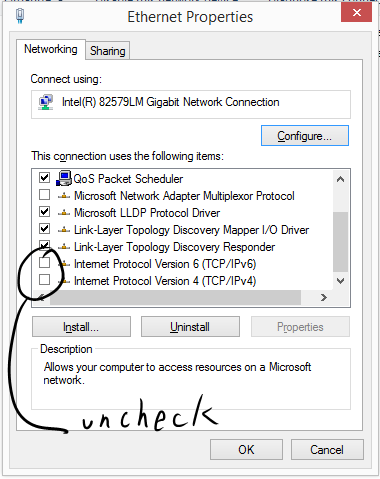 Ethernet Properties
Networking
Sharing
Connect using:
Intel(R) 82579LM Gigabit Network Connection
Configure...
This connection uses the following items:
QoS Packet Scheduler
Microsoft Network Adapter Multiplexor Protocol
Microsoft LLDP Protocol Driver
Link-Layer Topology Discovery Mapper I/O Driver
Link-Layer Topology Discovery Responder
Internet Protocol Version 6 (TCP/IPv6)
Internet Protocol Version 4 (TCP/IPv4)
Install...
Uninstall
Properties
Description
Allows your computer to access resources on a Microsoft
network.
uncheck
OK
Cancel